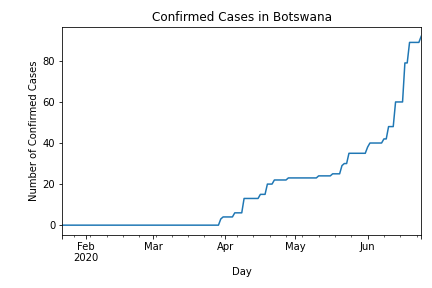 Confirmed Cases in Botswana
Number of Confirmed Cases
80
60
40
20
0
Feb Mar Apr May Jun
2020
Day